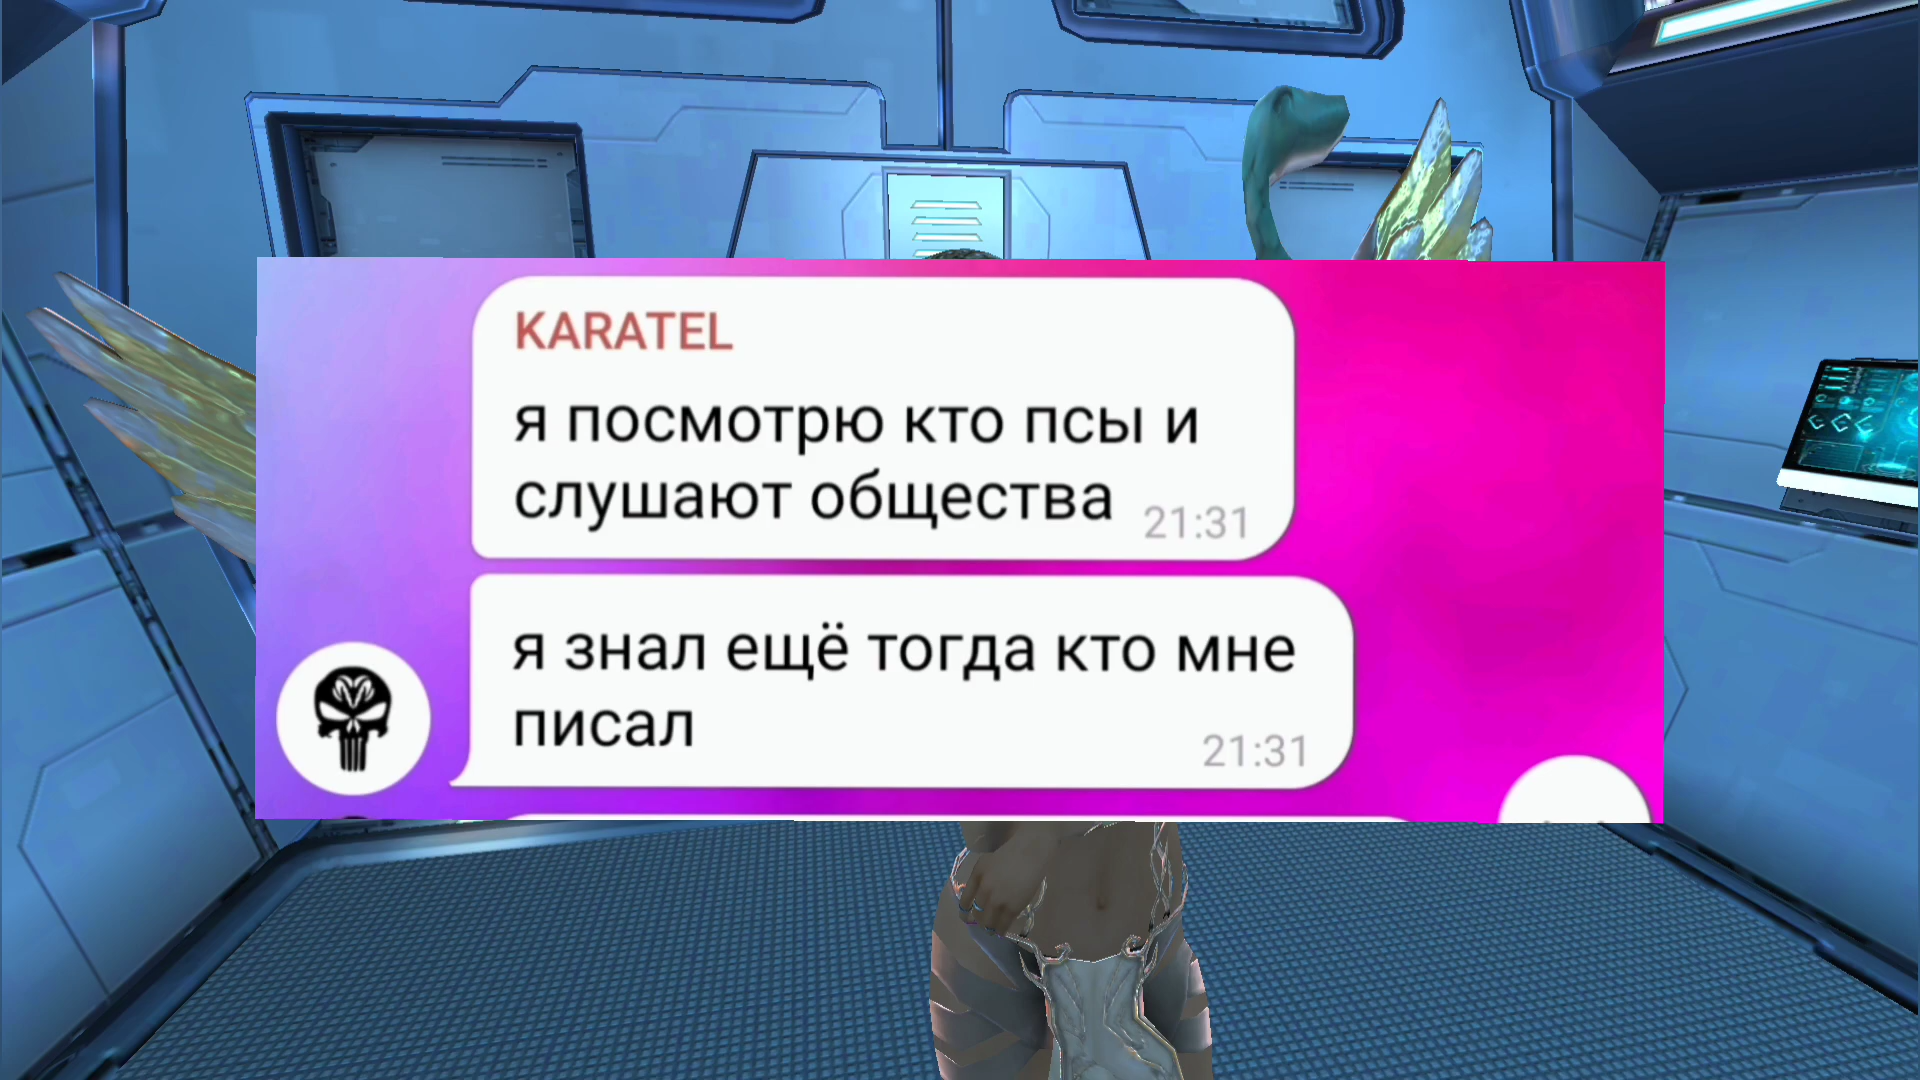 KARATEL
я посмотрю кто псы и
слушают общества
21:31
я знал ещё тогда кто мне
писал
21:31